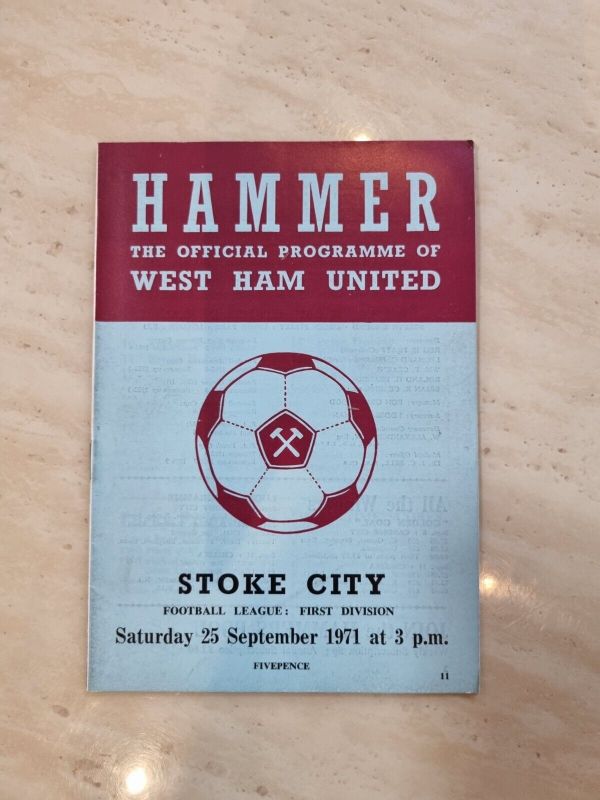 HAMMER
THE OFFICIAL PROGRAMME OF
WEST HAM UNITED
STOKE CITY
FOOTBALL LEAGUE: FIRST DIVISION
Saturday 25 September 1971 at 3 p.m.
FIVEPENCE
11